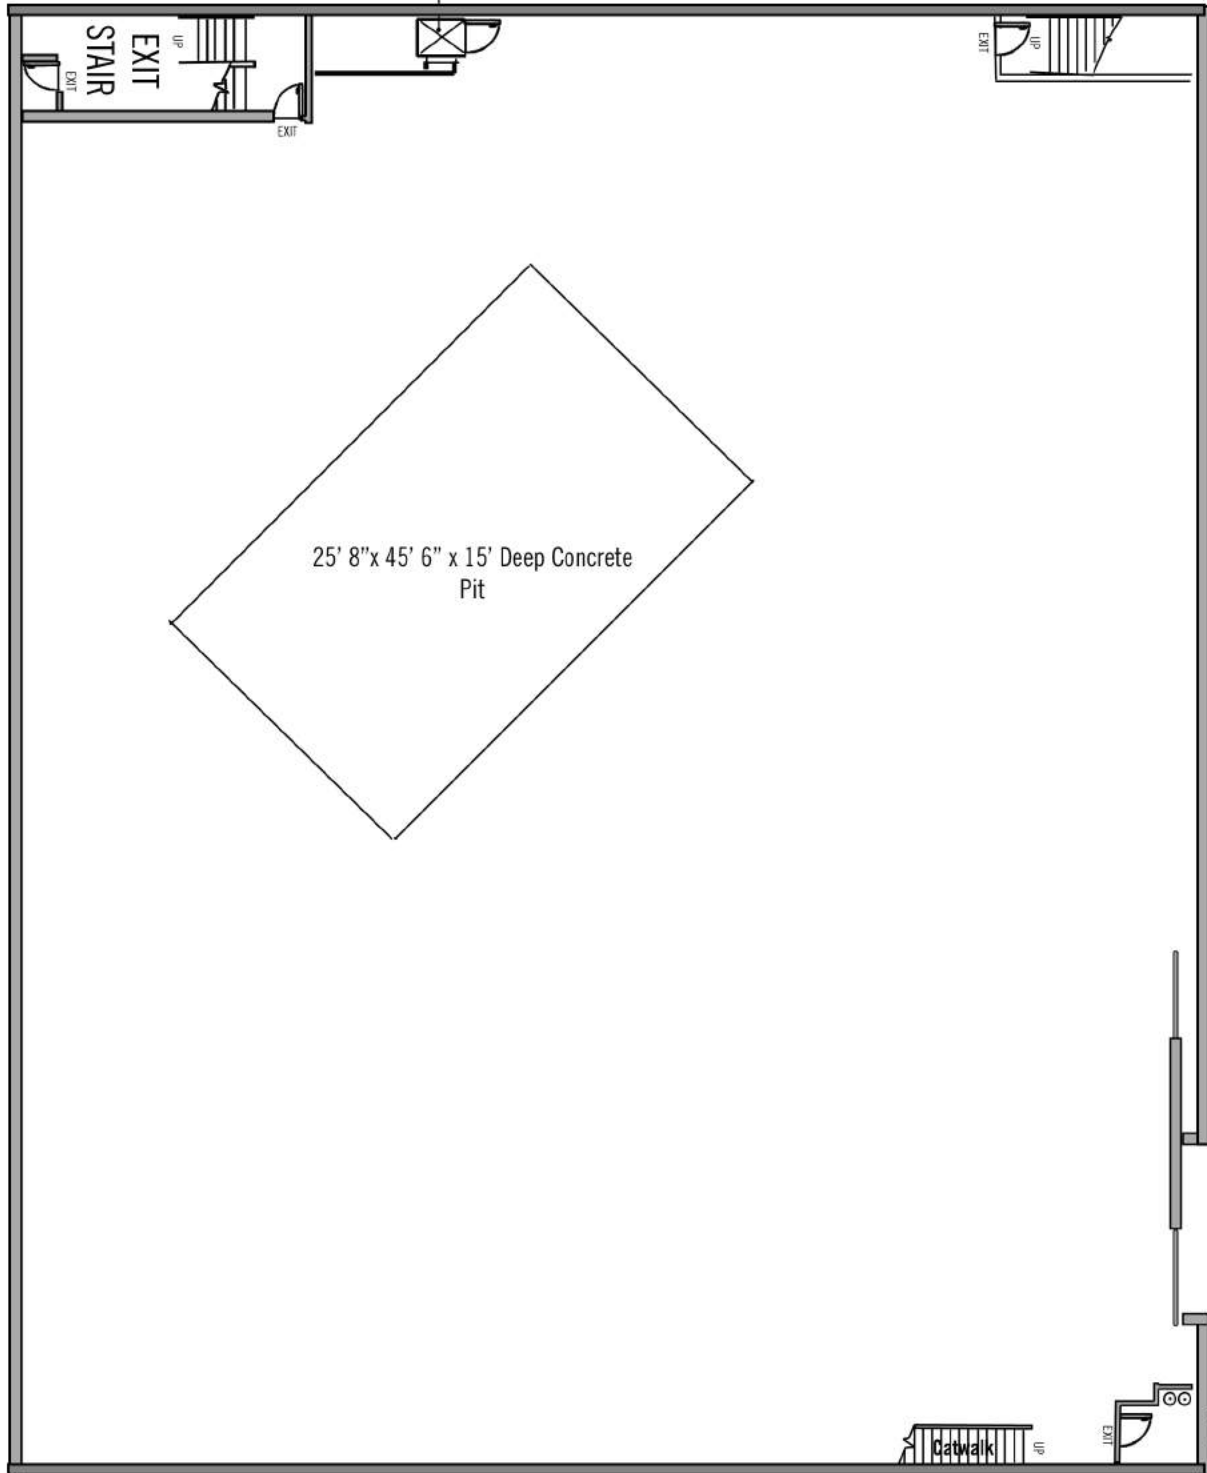 EXIT
STAIR
UP
EXIT
EXIT
EXIT
UP
25' 8”x 45' 6” x 15' Deep Concrete
Pit
Catwalk
UP
EXIT